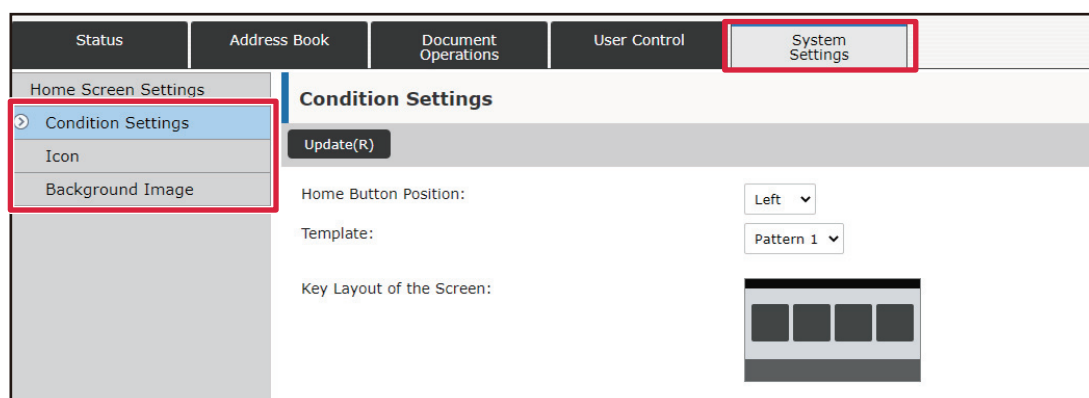 Status
Address Book
Document
Operations
User Control
System
Settings
Home Screen Settings
Condition Settings
Icon
Background Image
Condition Settings
Update(R)
Home Button Position:
Left
Template:
Pattern 1
Key Layout of the Screen: